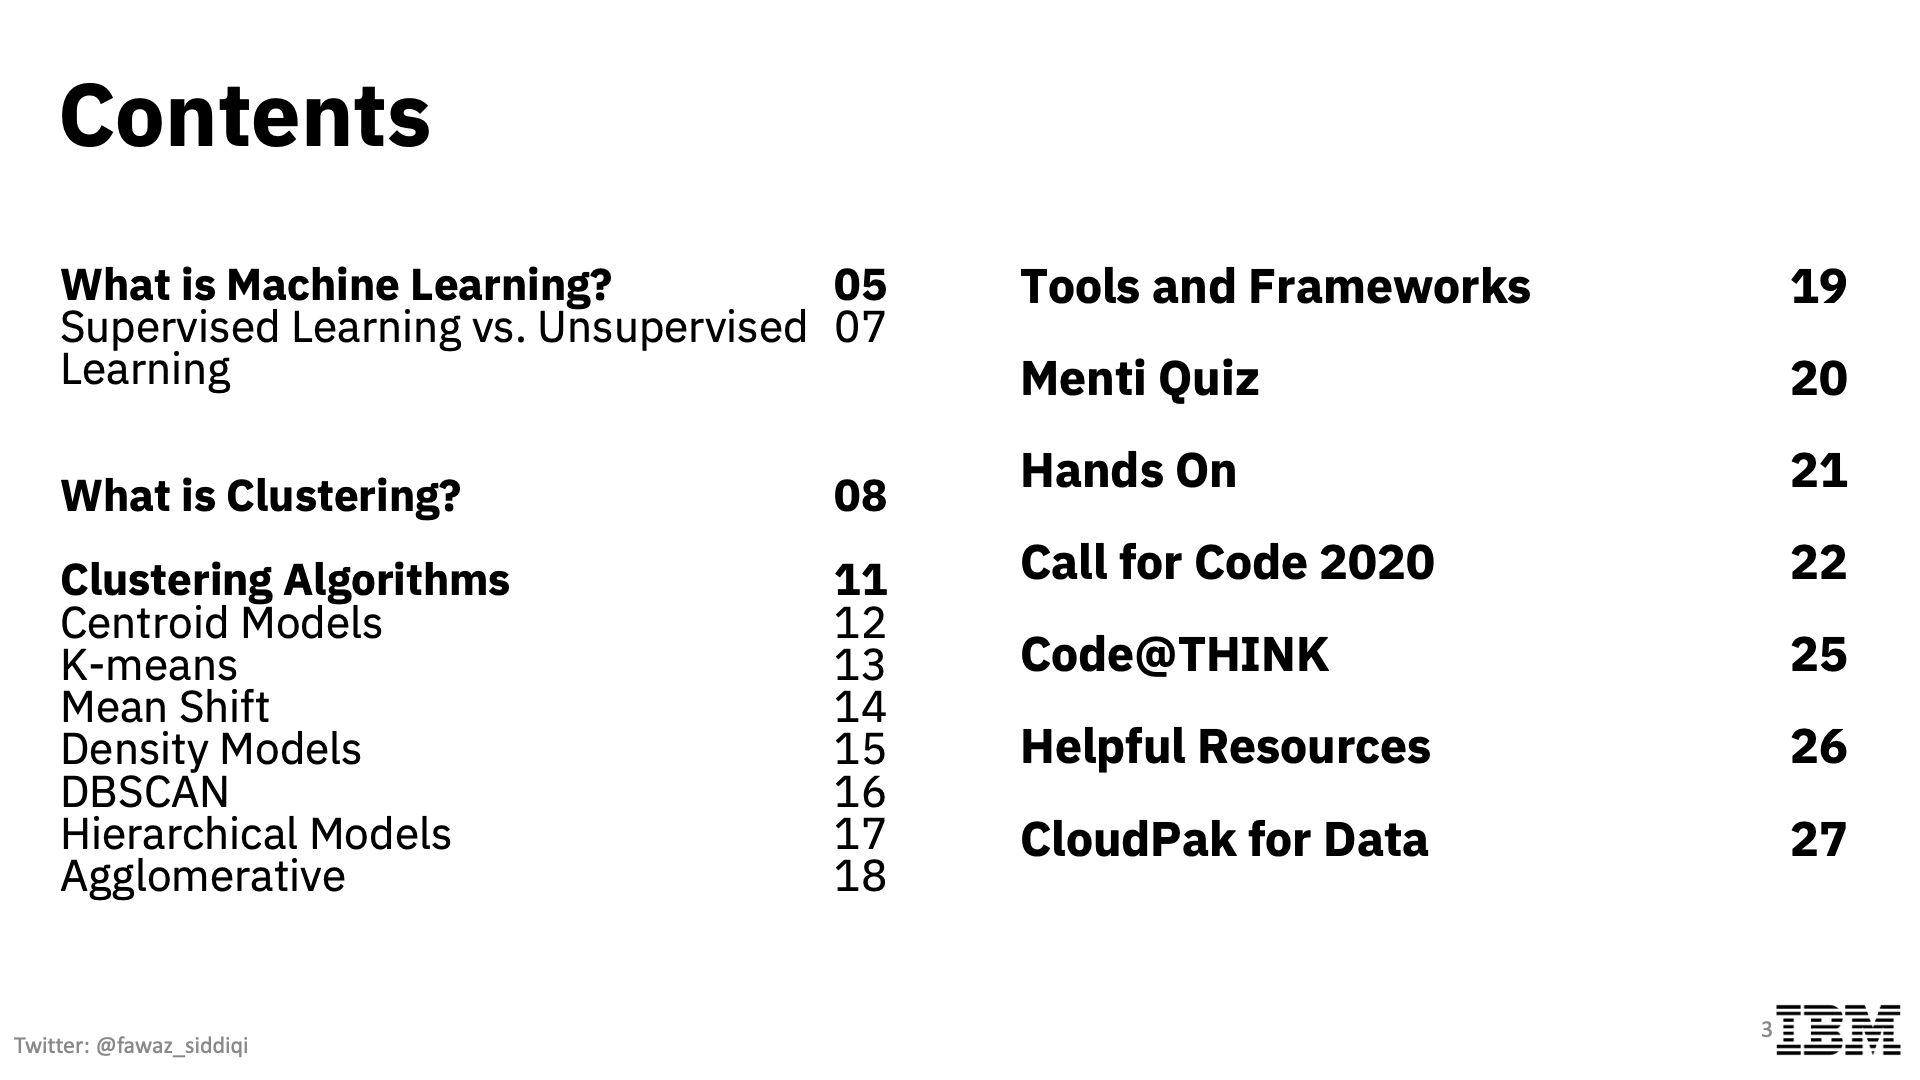 Contents
What is Machine Learning? 05
Supervised Learning vs. Unsupervised 07
Learning
What is Clustering? 08
Clustering Algorithms 11
Centroid Models 12
K-means 13
Mean Shift 14
Density Models 15
DBSCAN 16
Hierarchical Models 17
Agglomerative 18
Tools and Frameworks 19
Menti Quiz 20
Hands On 21
Call for Code 2020 22
Code@THINK 25
Helpful Resources 26
CloudPak for Data 27
Twitter: @fawaz_siddiqi
3
IBM